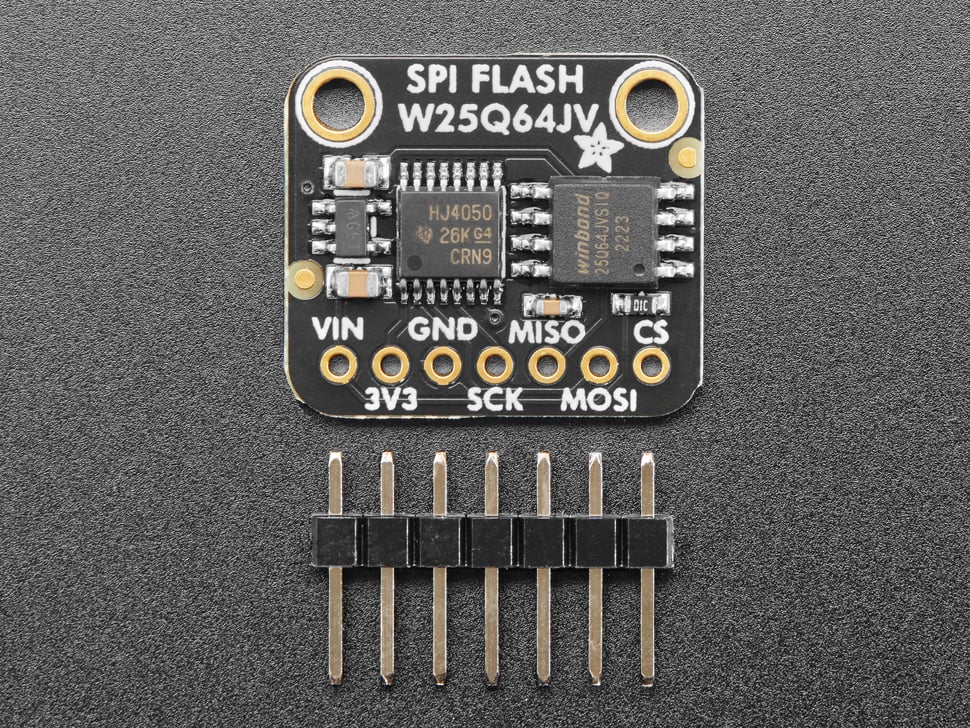 SPI FLASH
W25Q64JV
HJ4050
26K G4
CRN9
winbond
25Q64JVSIQ
2223
VIN
GND
MISO
CS
3V3
SCK
MOSI